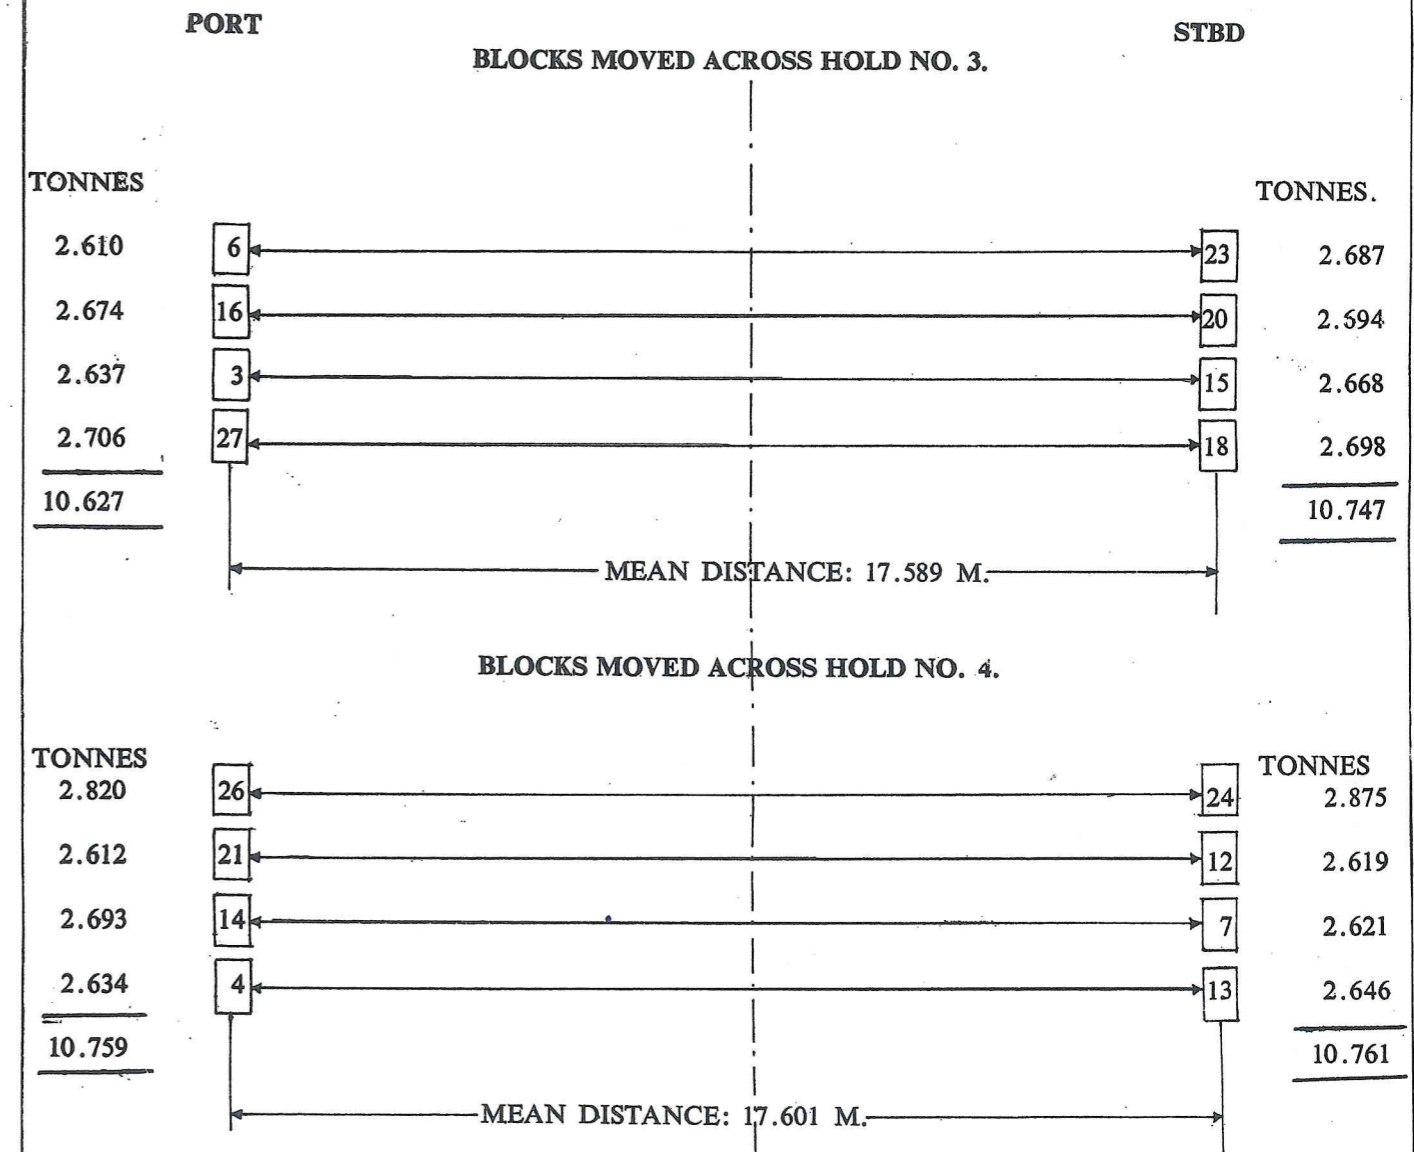 PORT STBD
BLOCKS MOVED ACROSS HOLD NO. 3.
TONNES TONNES.
2.610 6 23 2.687
2.674 16 20 2.694
2.637 3 15 2.668
2.706 27 18 2.698
10.627 10.747
MEAN DISTANCE: 17.589 M.
BLOCKS MOVED ACROSS HOLD NO. 4.
TONNES TONNES
2.820 26 24 2.875
2.612 21 12 2.619
2.693 14 7 2.621
2.634 4 13 2.646
10.759 10.761
MEAN DISTANCE: 17.601 M.